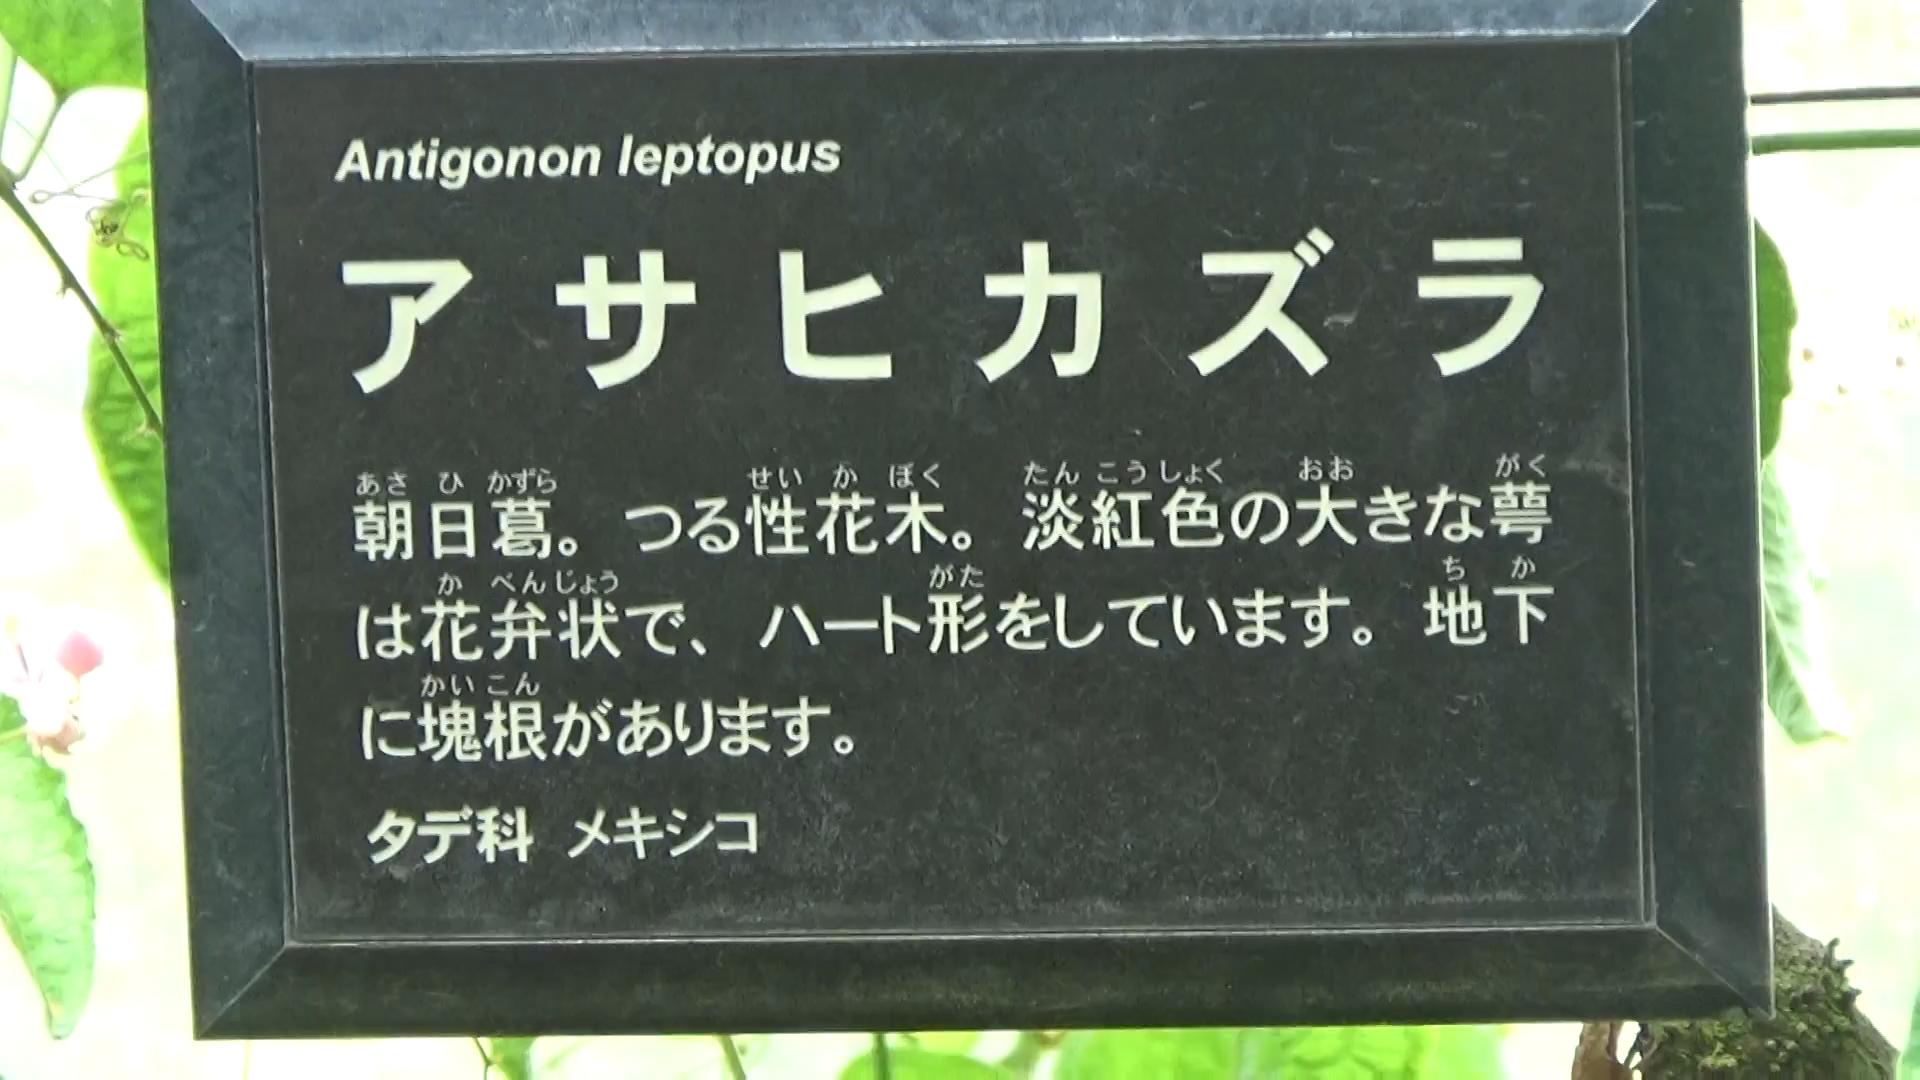 Antigonon leptopus
アサヒカズラ
あさ ひ かずら せい か ぼく たん こう しょく おお がく
朝日葛。つる性花木。淡紅色の大きな萼
か べん じょう がた ち か
は花弁状で、ハート形をしています。地下
かい こん
に塊根があります。
タデ科 メキシコ